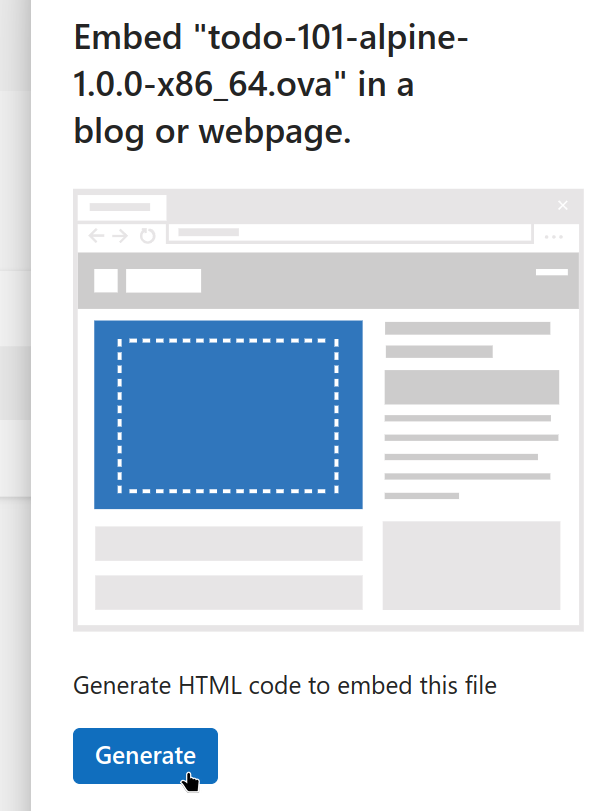 Embed "todo-101-alpine-
1.0.0-x86_64.ova" in a
blog or webpage.
Generate HTML code to embed this file
Generate